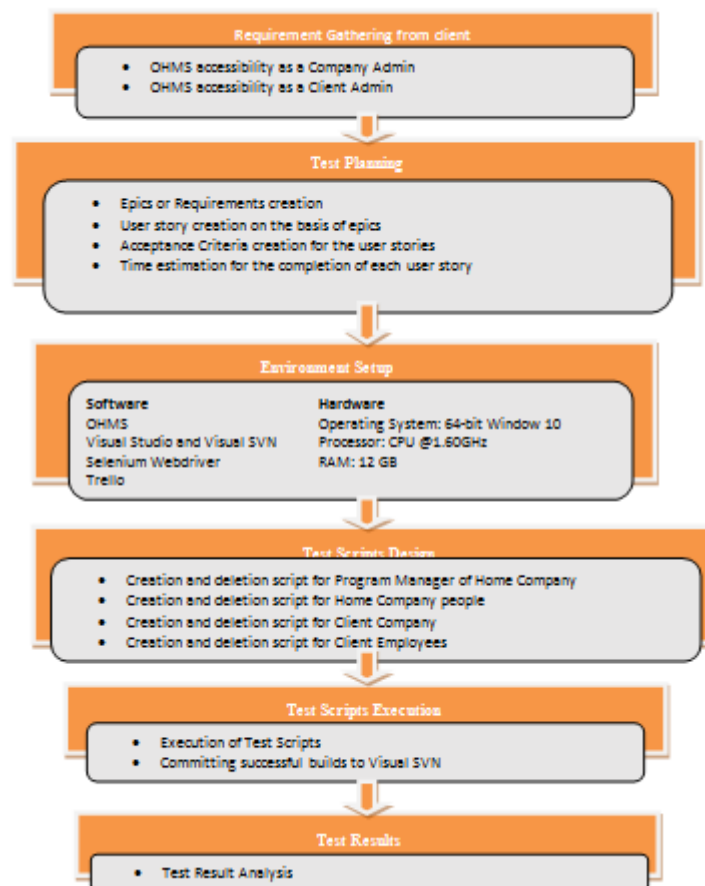 Requirement Gathering from client
• OHMS accessibility as a Company Admin
• OHMS accessibility as a Client Admin
Test Planning
• Epics or Requirements creation
• User story creation on the basis of epics
• Acceptance Criteria creation for the user stories
• Time estimation for the completion of each user story
Environment Setup
Software
OHMS
Visual Studio and Visual SVN
Selenium Webdriver
Trello
Hardware
Operating System: 64-bit Window 10
Processor: CPU @1.60GHz
RAM: 12 GB
Test Scripts Design
• Creation and deletion script for Program Manager of Home Company
• Creation and deletion script for Home Company people
• Creation and deletion script for Client Company
• Creation and deletion script for Client Employees
Test Scripts Execution
• Execution of Test Scripts
• Committing successful builds to Visual SVN
Test Results
• Test Result Analysis